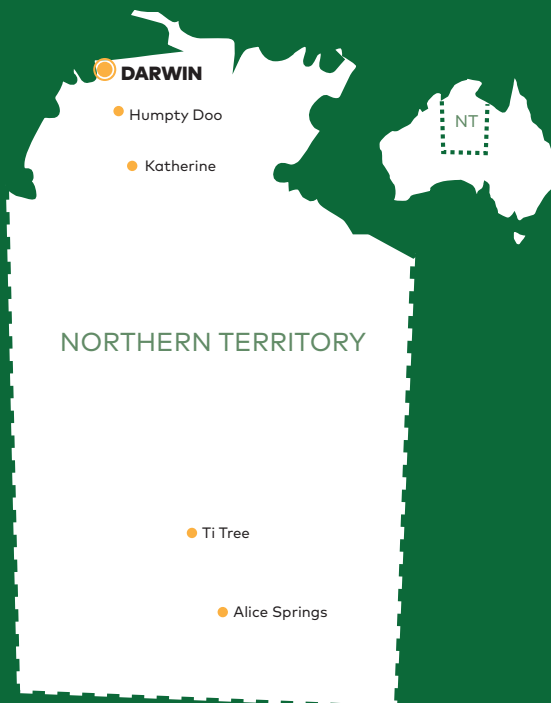 DARWIN
Humpty Doo
NT
Katherine
NORTHERN TERRITORY
Ti Tree
Alice Springs